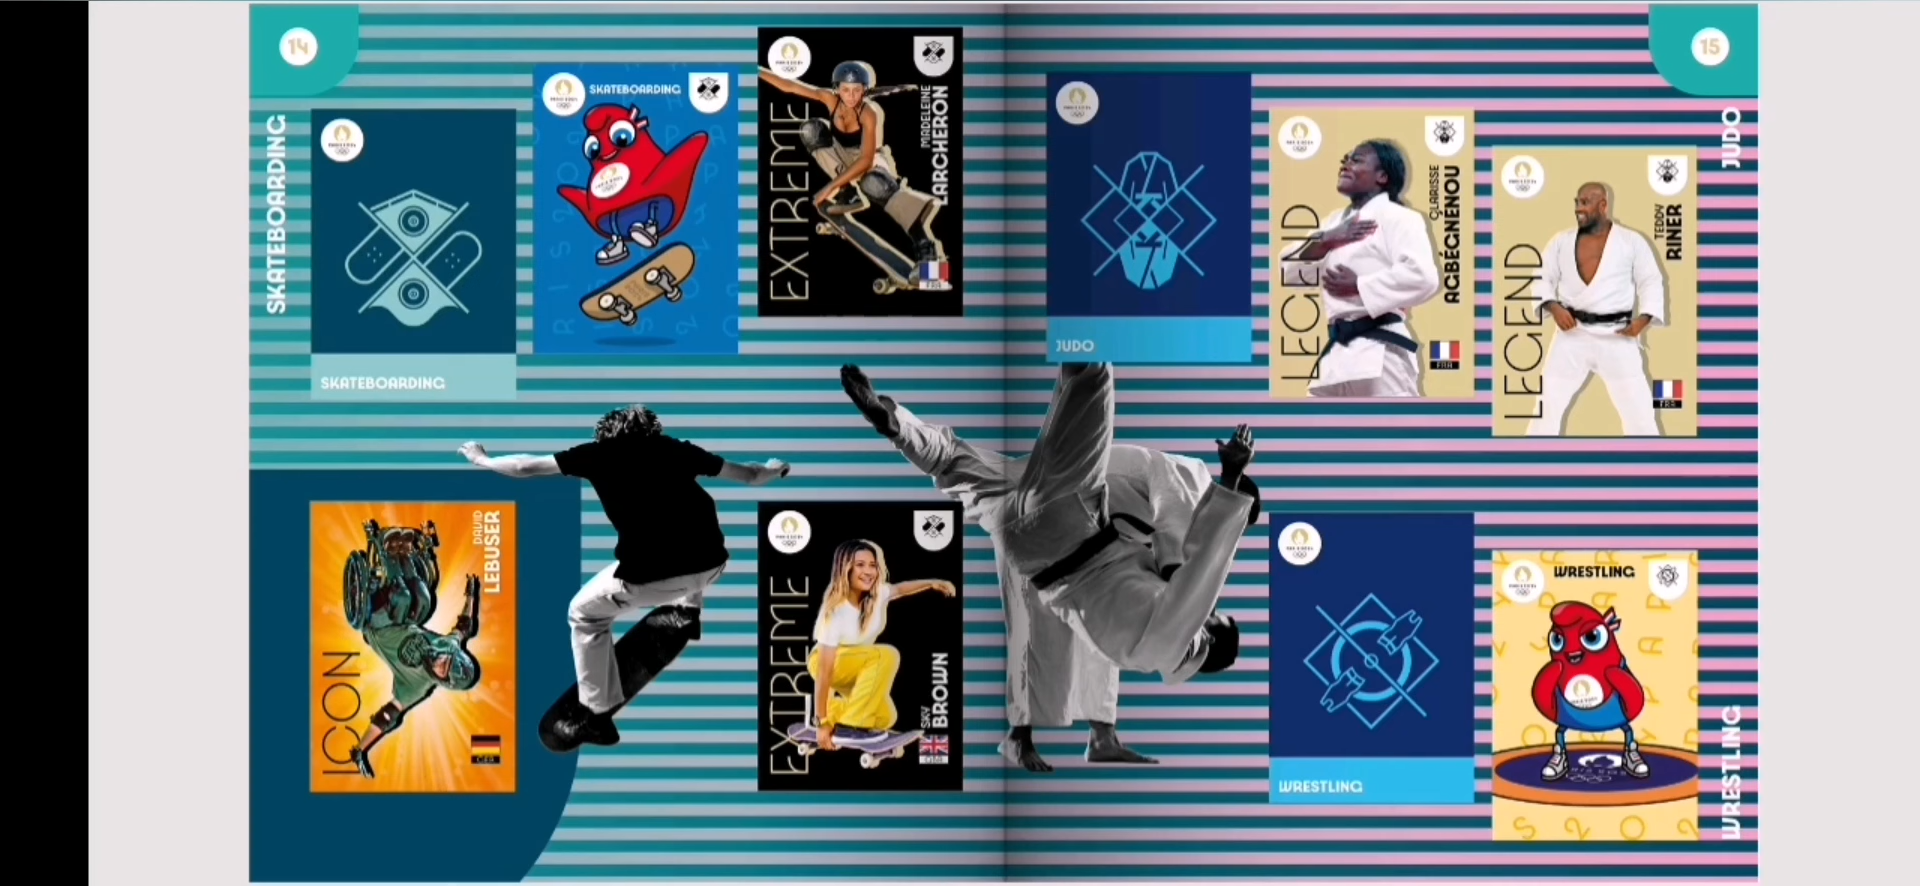 14
SKATEBOARDING
SKATEBOARDING
SKATEBOARDING
EXTREME
MADELEINE
LARCHERON
FRA
ICON
DAVID
LEBUSER
GER
EXTREME
SKY
BROWN
GBR
15
JUDO
JUDO
LEGEND
CLARISSE
AGBÉGNÉNOU
FRA
LEGEND
TEDDY
RINER
FRA
WRESTLING
WRESTLING
WRESTLING